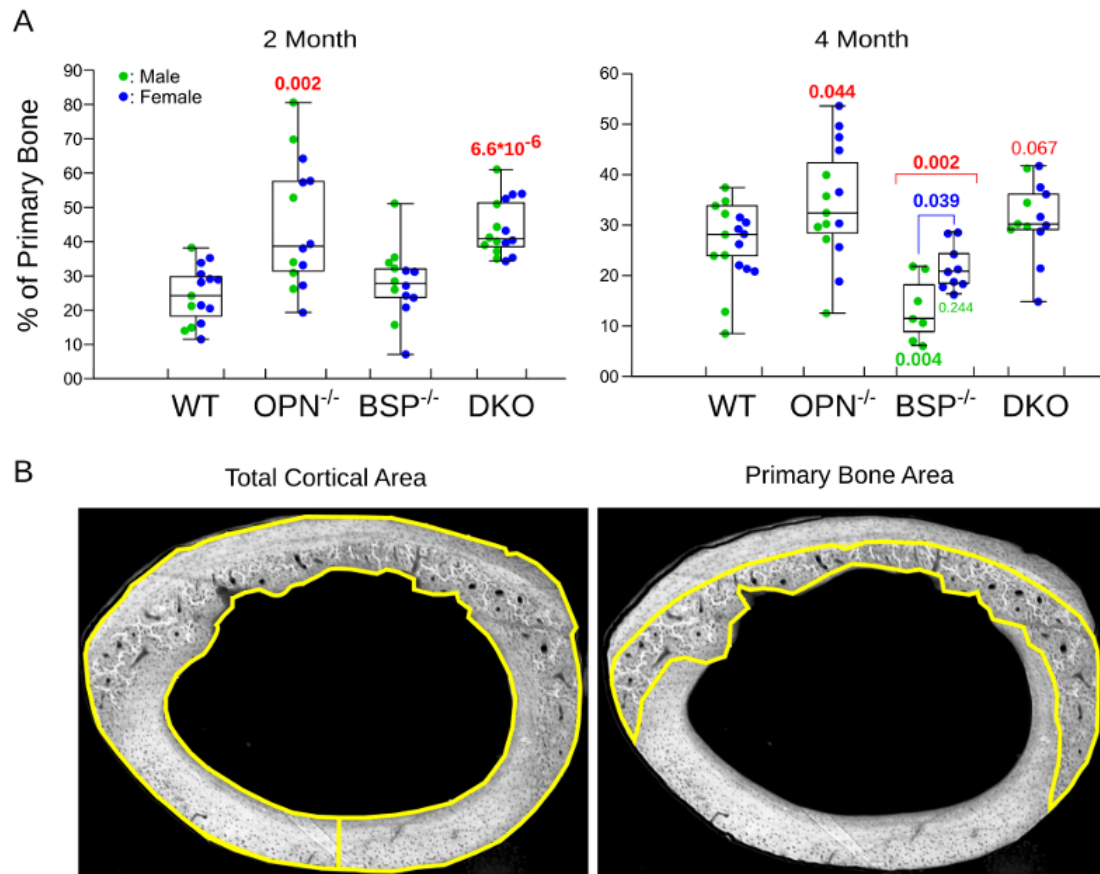 A
2 Month
4 Month
% of Primary Bone
90
80
70
60
50
40
30
20
10
00
: Male
: Female
0.002
6.6*10⁻⁶
WT OPN⁻/⁻ BSP⁻/⁻ DKO
60
50
40
30
20
10
00
0.044
0.002
0.039
0.067
0.244
0.004
WT OPN⁻/⁻ BSP⁻/⁻ DKO
B
Total Cortical Area
Primary Bone Area